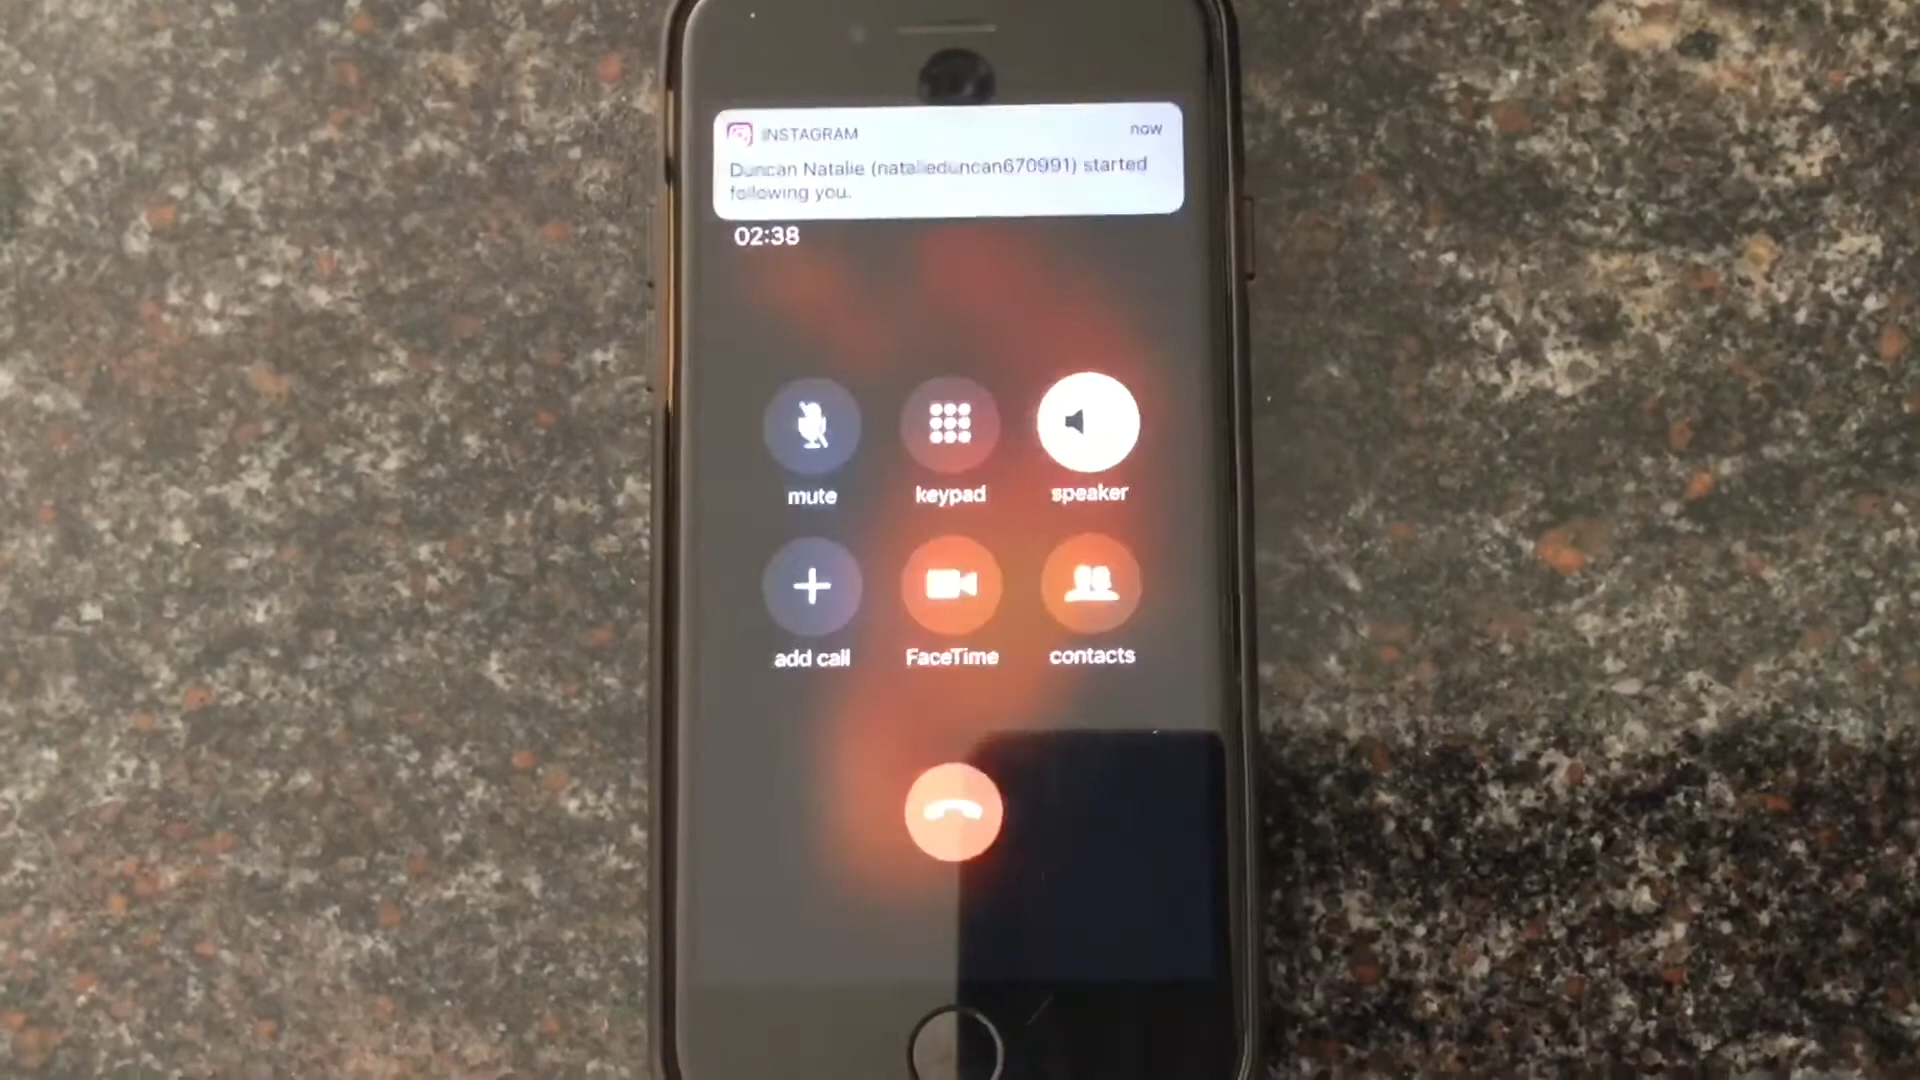 INSTAGRAM now
Duncan Natalie (natalieduncan670991) started
following you.
02:38
mute keypad speaker
add call FaceTime contacts